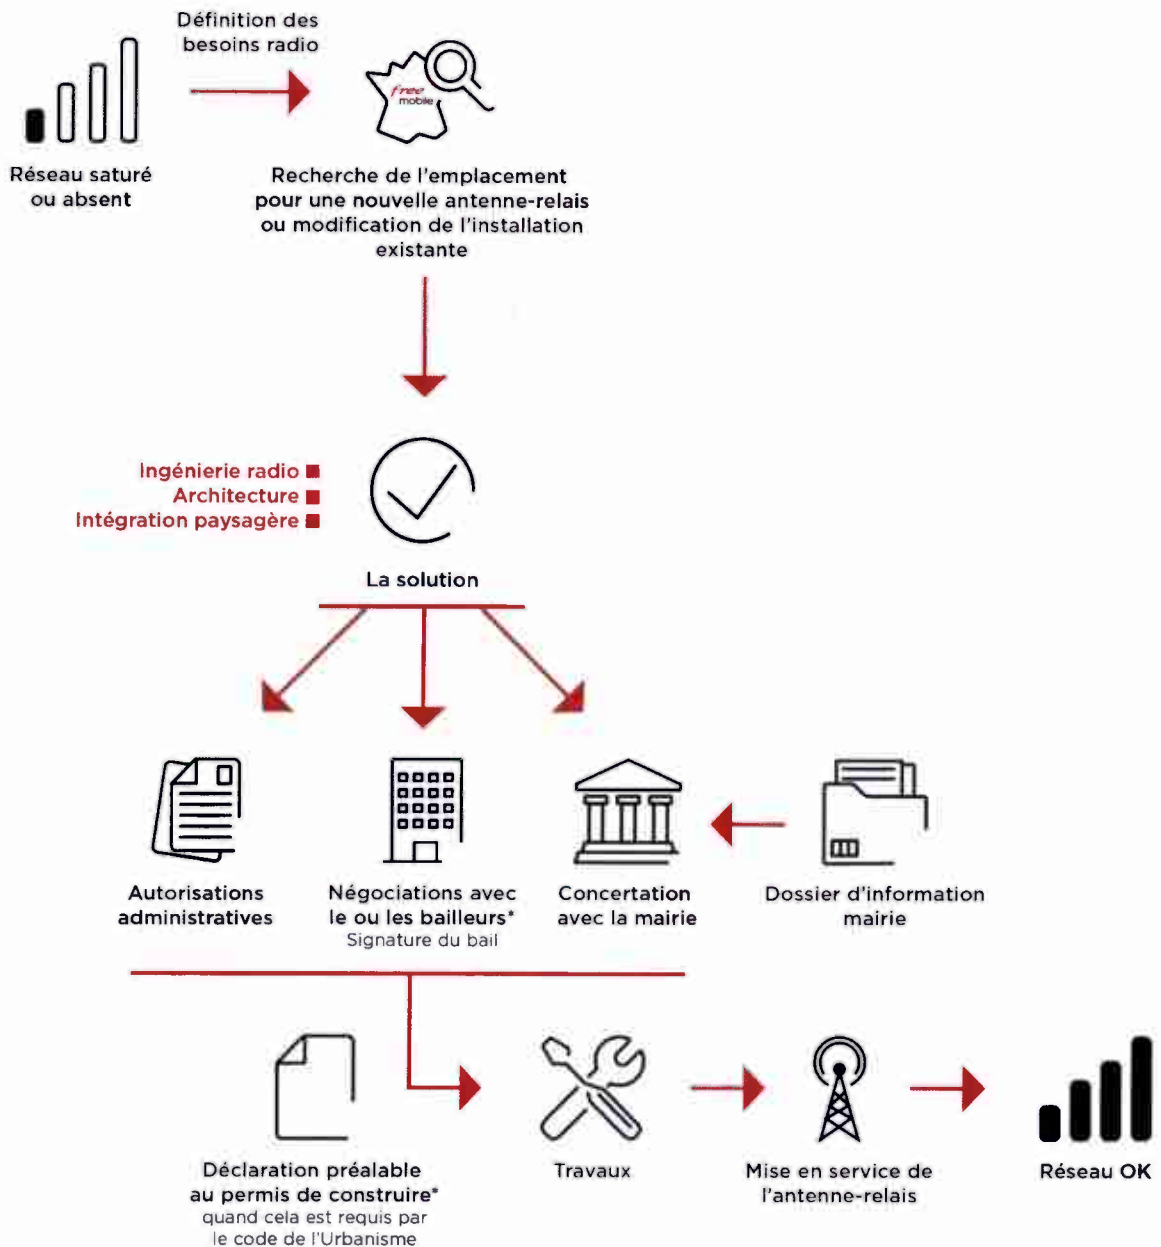 Définition des
besoins radio
free
mobile
Réseau saturé
ou absent
Recherche de l'emplacement
pour une nouvelle antenne-relais
ou modification de l'installation
existante
Ingénierie radio
Architecture
Intégration paysagère
La solution
Autorisations
administratives
Négociations avec
le ou les bailleurs*
Signature du bail
Concertation
avec la mairie
Dossier d'information
mairie
Déclaration préalable
au permis de construire*
quand cela est requis par
le code de l'Urbanisme
Travaux
Mise en service de
l'antenne-relais
Réseau OK